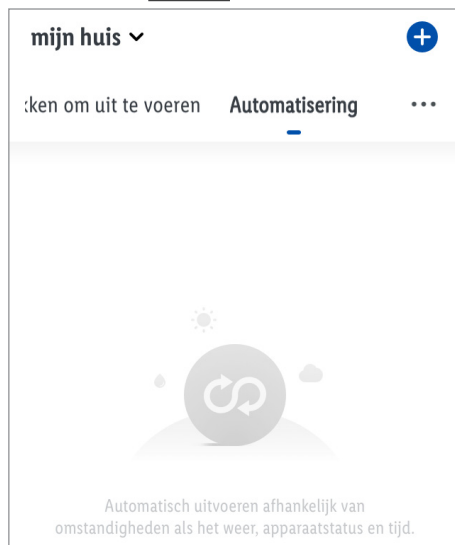 mijn huis
ken om uit te voeren Automatisering
Automatisch uitvoeren afhankelijk van
omstandigheden als het weer, apparaatstatus en tijd.